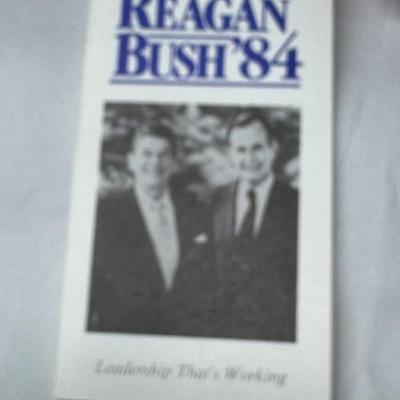 REAGAN
BUSH '84
Leadership That's Working